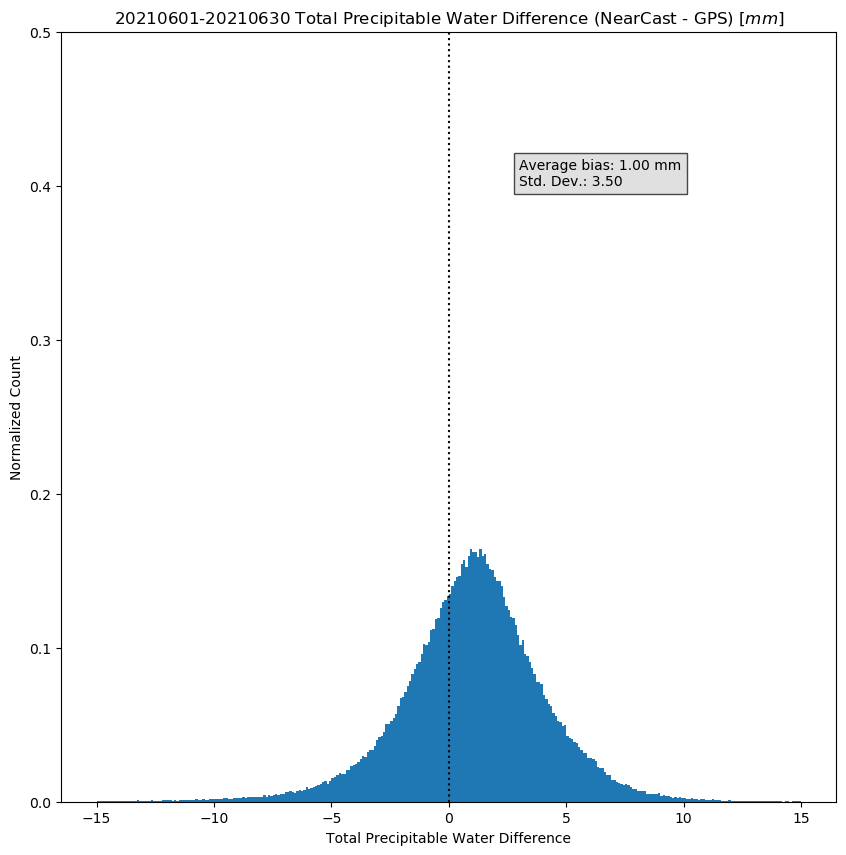 20210601-20210630 Total Precipitable Water Difference (NearCast - GPS) [mm]
0.5
Average bias: 1.00 mm
Std. Dev.: 3.50
0.4
0.3
Normalized Count
0.2
0.1
0.0
−15
−10
−5
0
5
10
15
Total Precipitable Water Difference